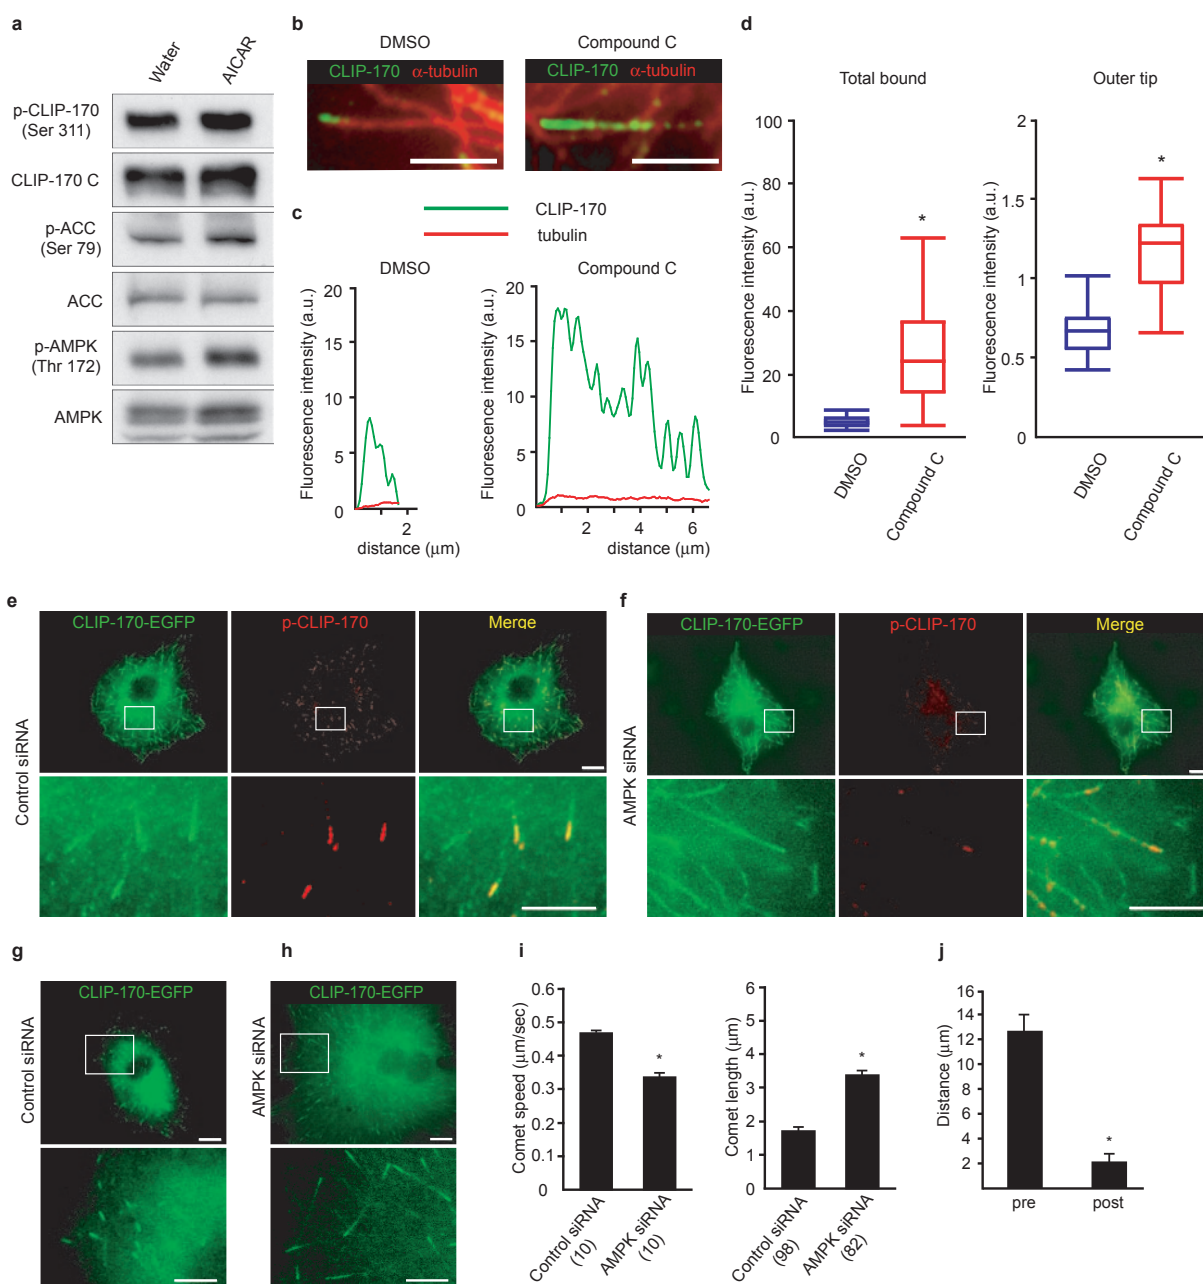 a
Water
AICAR
p-CLIP-170
(Ser 311)
CLIP-170 C
p-ACC
(Ser 79)
ACC
p-AMPK
(Thr 172)
AMPK
b
DMSO
Compound C
CLIP-170 α-tubulin
CLIP-170 α-tubulin
c
CLIP-170
tubulin
DMSO
Fluorescence intensity (a.u.)
20
15
10
5
0
2
distance (μm)
Compound C
Fluorescence intensity (a.u.)
20
15
10
5
0
2 4 6
distance (μm)
d
Total bound
Fluorescence intensity (a.u.)
100
80
60
40
20
0
*
DMSO
Compound C
Outer tip
Fluorescence intensity (a.u.)
2
1.5
1
0.5
0
*
DMSO
Compound C
e
Control siRNA
CLIP-170-EGFP
p-CLIP-170
Merge
f
AMPK siRNA
CLIP-170-EGFP
p-CLIP-170
Merge
g
Control siRNA
CLIP-170-EGFP
h
AMPK siRNA
CLIP-170-EGFP
i
Comet speed (μm/sec)
0.6
0.5
0.4
0.3
0.2
0.1
0
*
Control siRNA
(10)
AMPK siRNA
(10)
Comet length (μm)
6
5
4
3
2
1
0
*
Control siRNA
(98)
AMPK siRNA
(82)
j
Distance (μm)
16
14
12
10
8
6
4
2
*
pre
post